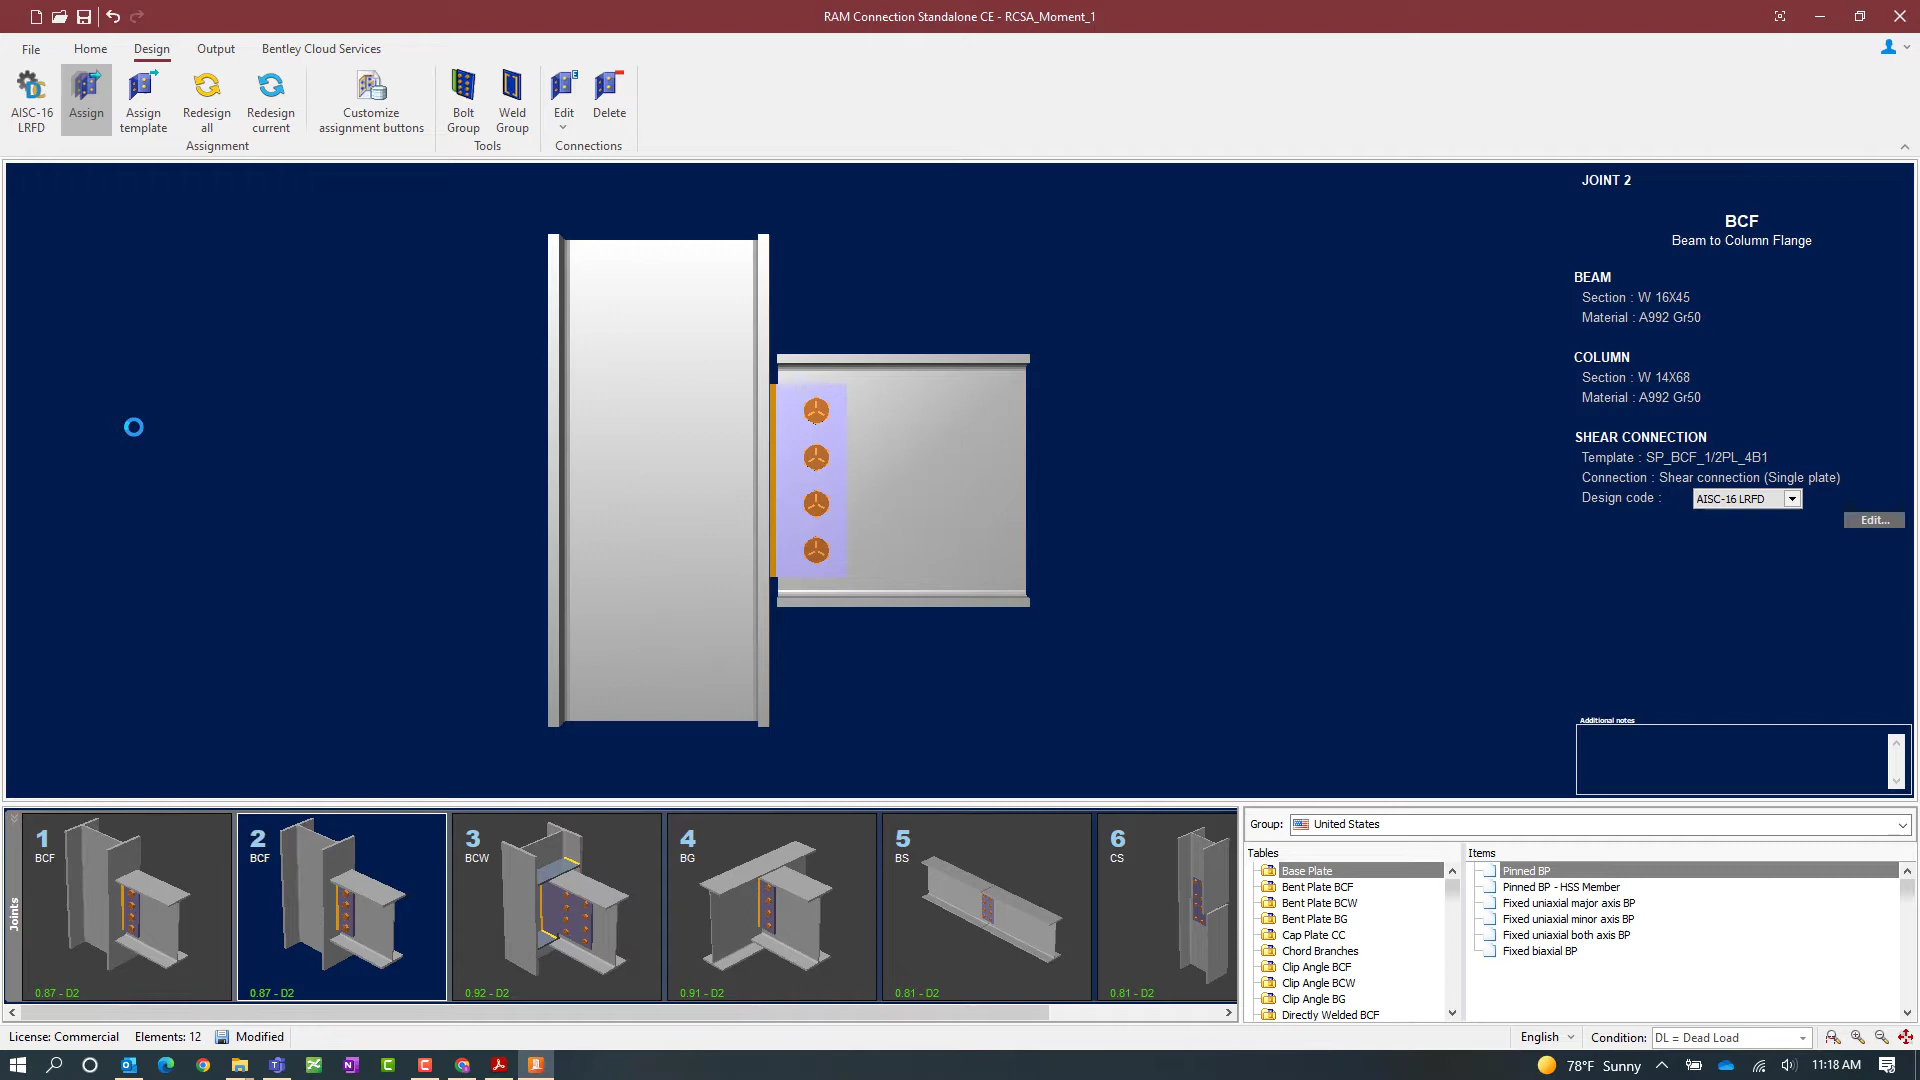 RAM Connection Standalone CE - RCSA_Moment_1
File
Home
Design
Output
Bentley Cloud Services
AISC-16
LRFD
Assign
Assign
template
Redesign
all
Redesign
current
Customize
assignment buttons
Bolt
Group
Weld
Group
Edit
Delete
Assignment
Tools
Connections
JOINT 2
BCF
Beam to Column Flange
BEAM
Section : W 16X45
Material : A992 Gr50
COLUMN
Section : W 14X68
Material : A992 Gr50
SHEAR CONNECTION
Template : SP_BCF_1/2PL_4B1
Connection : Shear connection (Single plate)
Design code :
AISC-16 LRFD
Edit...
Additional notes
Joints
1
BCF
0.87 - D2
2
BCF
0.87 - D2
3
BCW
0.92 - D2
4
BG
0.91 - D2
5
BS
0.81 - D2
6
CS
0.81 - D2
Group:
United States
Tables
Base Plate
Bent Plate BCF
Bent Plate BCW
Bent Plate BG
Cap Plate CC
Chord Branches
Clip Angle BCF
Clip Angle BCW
Clip Angle BG
Directly Welded BCF
Items
Pinned BP
Pinned BP - HSS Member
Fixed uniaxial major axis BP
Fixed uniaxial minor axis BP
Fixed uniaxial both axis BP
Fixed biaxial BP
License: Commercial
Elements: 12
Modified
English
Condition:
DL = Dead Load
78°F Sunny
11:18 AM